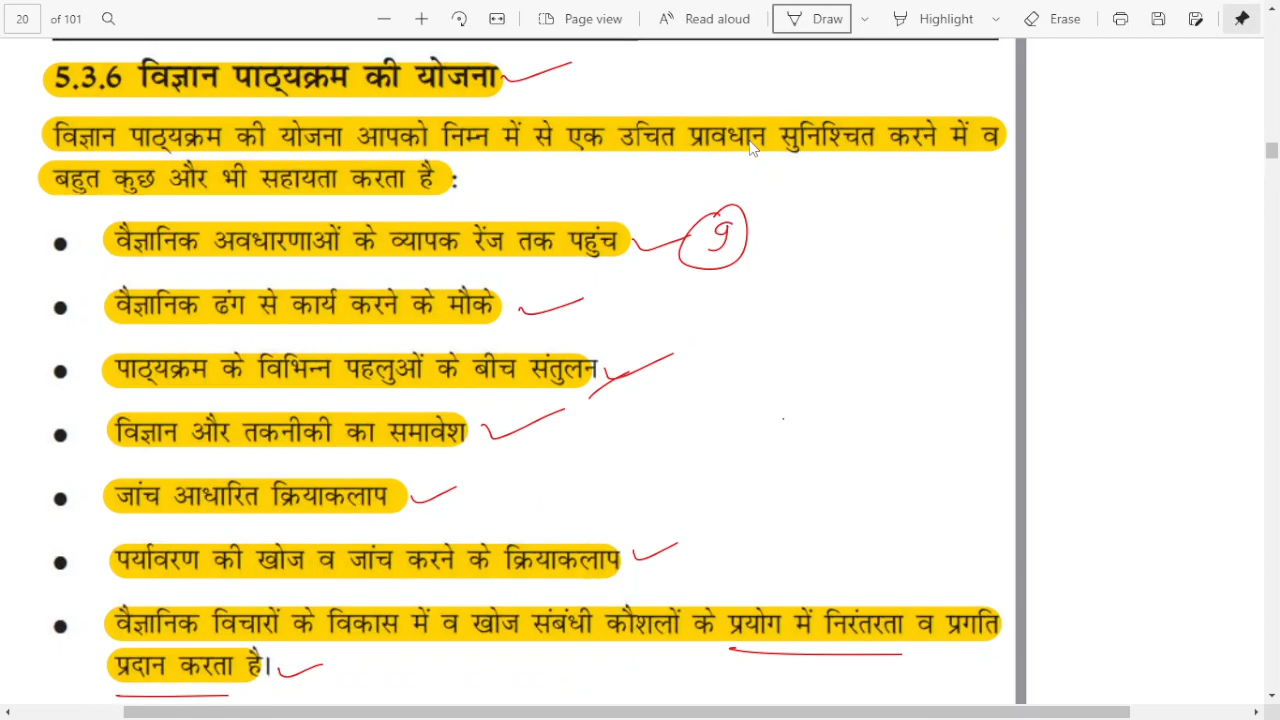 20 of 101 Page view Read aloud Draw Highlight Erase
5.3.6 विज्ञान पाठ्यक्रम की योजना
विज्ञान पाठ्यक्रम की योजना आपको निम्न में से एक उचित प्रावधान सुनिश्चित करने में व
बहुत कुछ और भी सहायता करता है :
● वैज्ञानिक अवधारणाओं के व्यापक रेंज तक पहुंच 9
● वैज्ञानिक ढंग से कार्य करने के मौके
● पाठ्यक्रम के विभिन्न पहलुओं के बीच संतुलन
● विज्ञान और तकनीकी का समावेश
● जांच आधारित क्रियाकलाप
● पर्यावरण की खोज व जांच करने के क्रियाकलाप
● वैज्ञानिक विचारों के विकास में व खोज संबंधी कौशलों के प्रयोग में निरंतरता व प्रगति
प्रदान करता है।